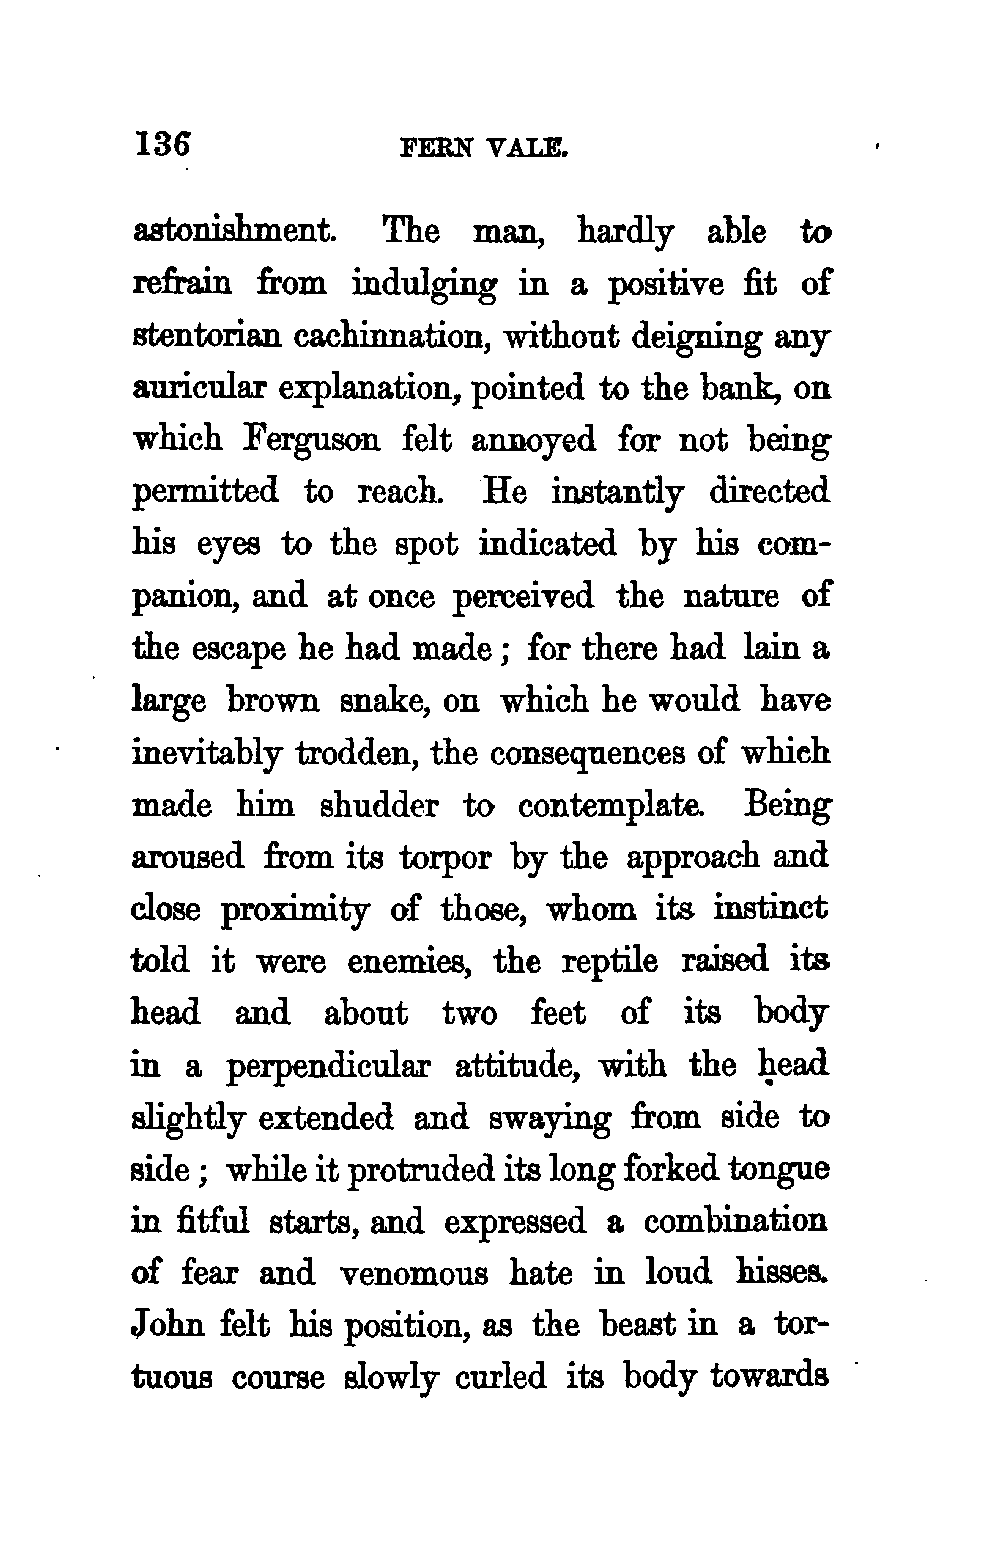 136 FERN VALE.
astonishment. The man, hardly able to
refrain from indulging in a positive fit of
stentorian cachinnation, without deigning any
auricular explanation, pointed to the bank, on
which Ferguson felt annoyed for not being
permitted to reach. He instantly directed
his eyes to the spot indicated by his com-
panion, and at once perceived the nature of
the escape he had made; for there had lain a
large brown snake, on which he would have
inevitably trodden, the consequences of which
made him shudder to contemplate. Being
aroused from its torpor by the approach and
close proximity of those, whom its instinct
told it were enemies, the reptile raised its
head and about two feet of its body
in a perpendicular attitude, with the head
slightly extended and swaying from side to
side; while it protruded its long forked tongue
in fitful starts, and expressed a combination
of fear and venomous hate in loud hisses.
John felt his position, as the beast in a tor-
tuous course slowly curled its body towards